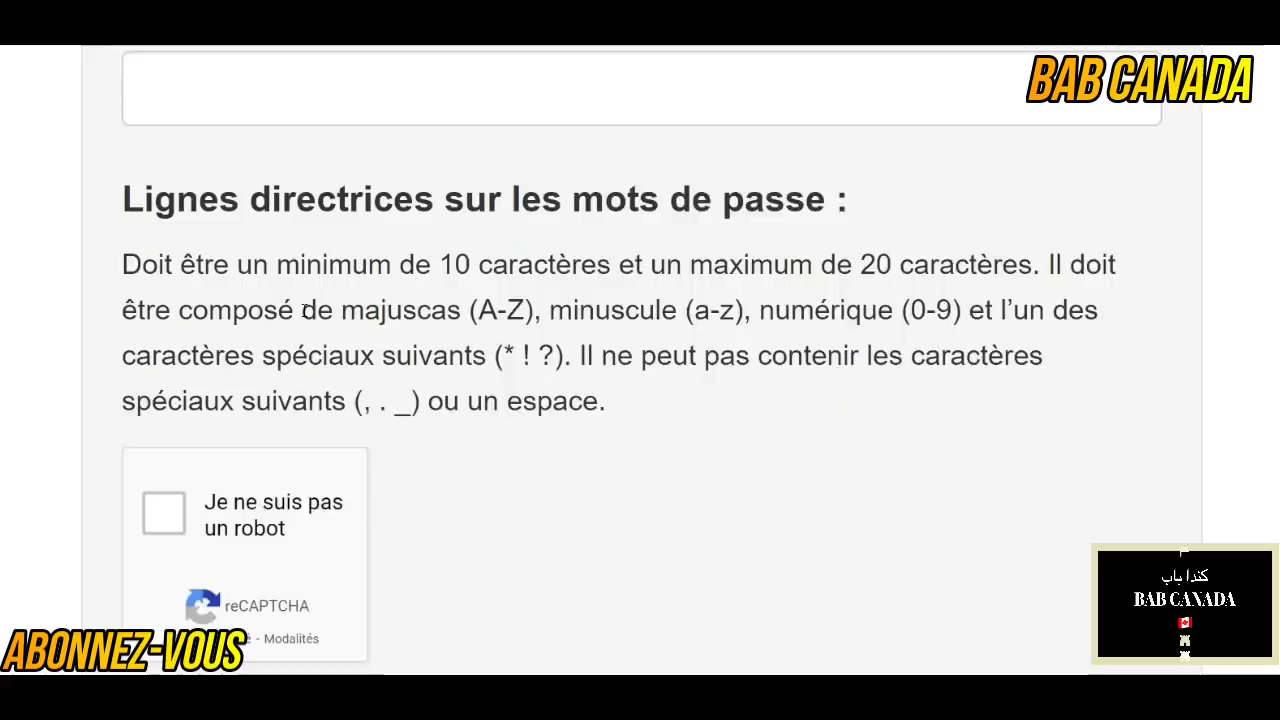 BAB CANADA
Lignes directrices sur les mots de passe :
Doit être un minimum de 10 caractères et un maximum de 20 caractères. Il doit
être composé de majuscas (A-Z), minuscule (a-z), numérique (0-9) et l’un des
caractères spéciaux suivants (* ! ?). Il ne peut pas contenir les caractères
spéciaux suivants (, . _) ou un espace.
Je ne suis pas
un robot
reCAPTCHA
- Modalités
ABONNEZ-VOUS
كندا باب
BAB CANADA